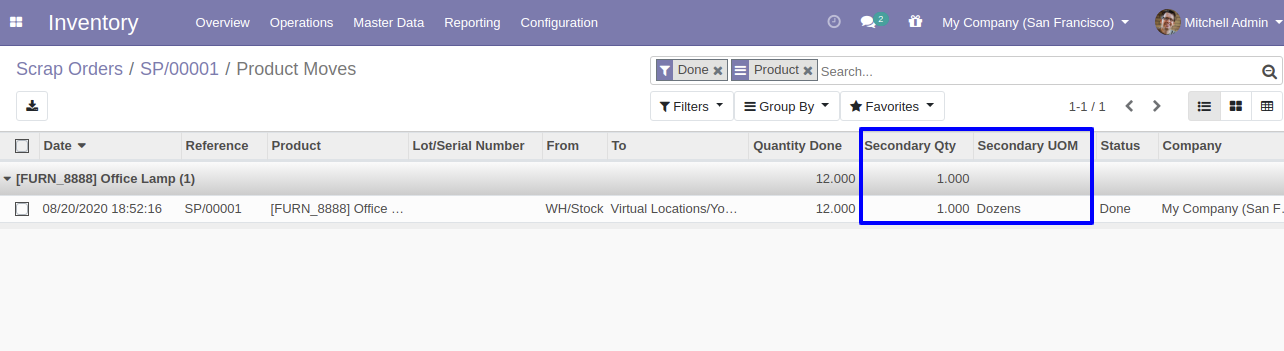 Inventory Overview Operations Master Data Reporting Configuration 2 My Company (San Francisco) Mitchell Admin
Scrap Orders / SP/00001 / Product Moves Done Product Search...
Filters Group By Favorites 1-1 / 1
Date Reference Product Lot/Serial Number From To Quantity Done Secondary Qty Secondary UOM Status Company
[FURN_8888] Office Lamp (1) 12.000 1.000
08/20/2020 18:52:16 SP/00001 [FURN_8888] Office ... WH/Stock Virtual Locations/Yo... 12.000 1.000 Dozens Done My Company (San F...